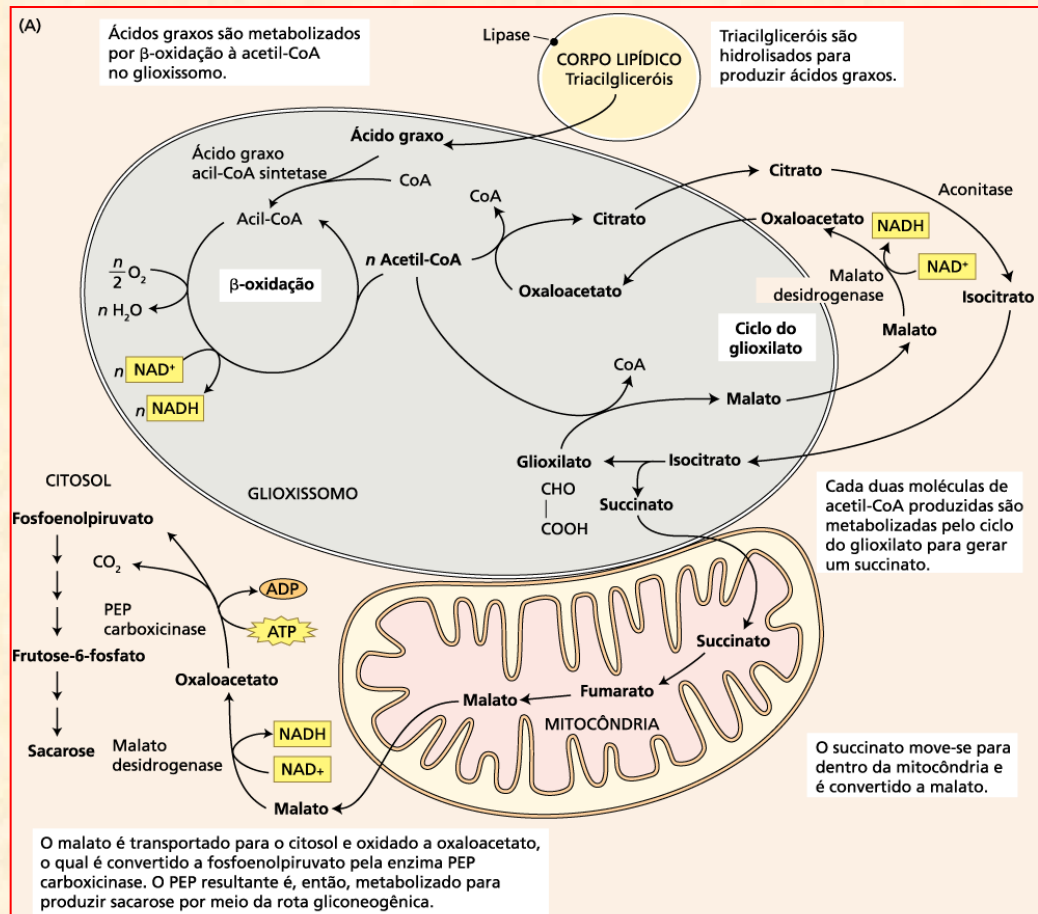 (A)
Ácidos graxos são metabolizados
por β-oxidação à acetil-CoA
no glioxissomo.
Lipase
CORPO LIPÍDICO
Triacilgliceróis
Triacilgliceróis são
hidrolisados para
produzir ácidos graxos.
Ácido graxo
Ácido graxo
acil-CoA sintetase
CoA
Acil-CoA
n/2 O₂
n H₂O
β-oxidação
n NAD⁺
n NADH
n Acetil-CoA
CoA
Citrato
Oxaloacetato
Citrato
Aconitase
Oxaloacetato
NADH
NAD⁺
Malato
desidrogenase
Isocitrato
Malato
Ciclo do
glioxilato
CoA
Malato
Glioxilato
Isocitrato
CHO
COOH
Succinato
GLIOXISSOMO
Cada duas moléculas de
acetil-CoA produzidas são
metabolizadas pelo ciclo
do glioxilato para gerar
um succinato.
CITOSOL
Fosfoenolpiruvato
CO₂
ADP
PEP
carboxicinase
ATP
Frutose-6-fosfato
Oxaloacetato
Sacarose
Malato
desidrogenase
NADH
NAD+
Malato
Succinato
Fumarato
Malato
MITOCÔNDRIA
O succinato move-se para
dentro da mitocôndria e
é convertido a malato.
O malato é transportado para o citosol e oxidado a oxaloacetato,
o qual é convertido a fosfoenolpiruvato pela enzima PEP
carboxicinase. O PEP resultante é, então, metabolizado para
produzir sacarose por meio da rota gliconeogênica.